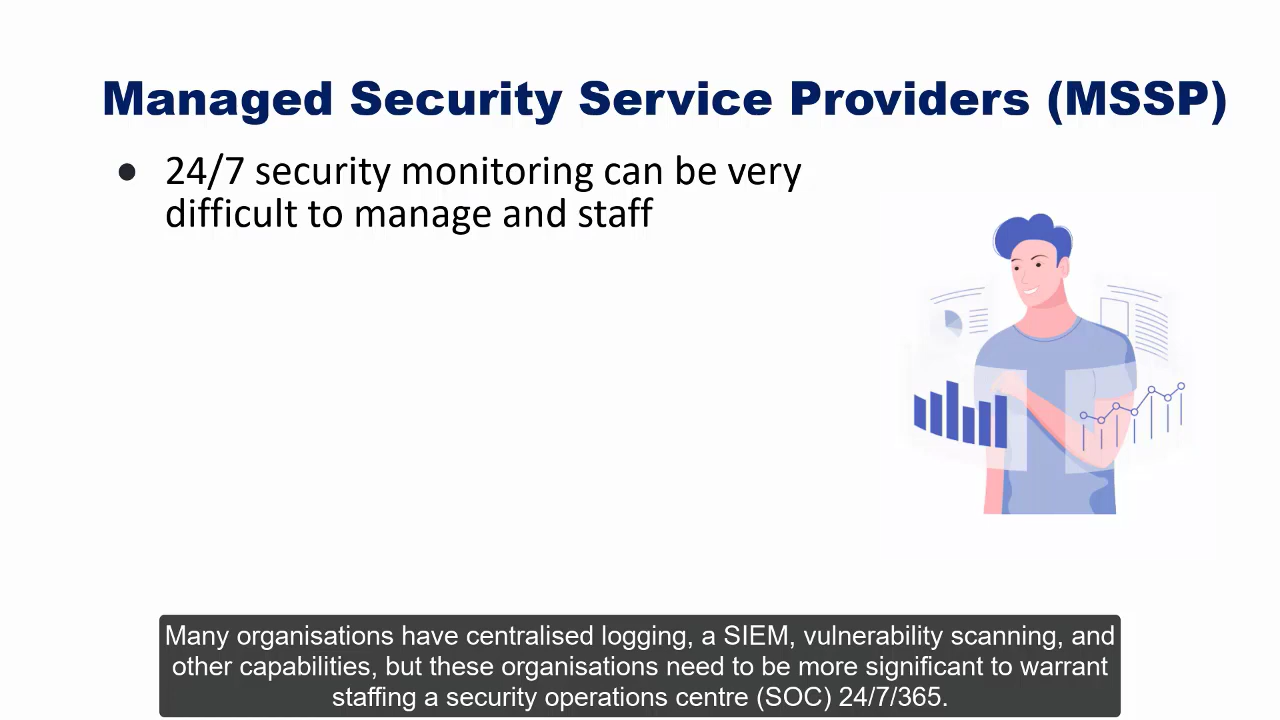 Managed Security Service Providers (MSSP)
● 24/7 security monitoring can be very
difficult to manage and staff
Many organisations have centralised logging, a SIEM, vulnerability scanning, and
other capabilities, but these organisations need to be more significant to warrant
staffing a security operations centre (SOC) 24/7/365.